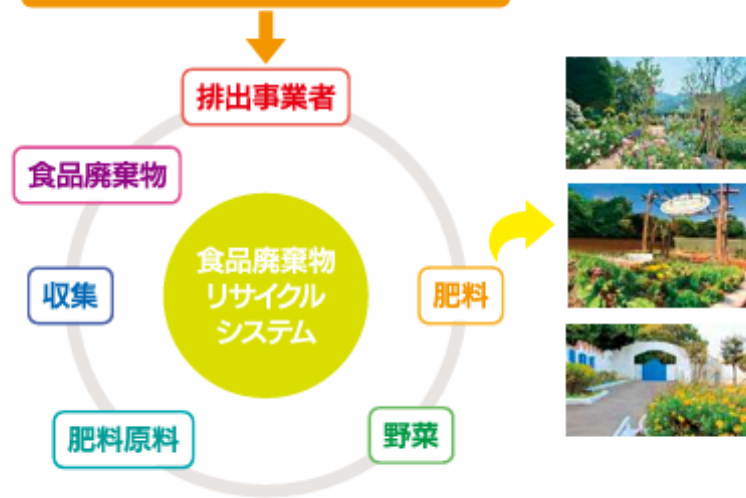 排出事業者
食品廃棄物
食品廃棄物
リサイクル
システム
収集
肥料
肥料原料
野菜